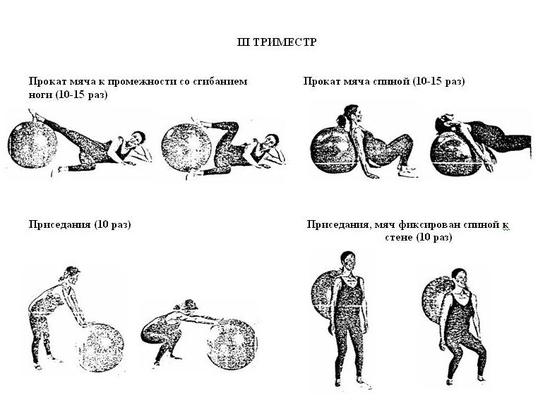 III ТРИМЕСТР
Прокат мяча к промежности со сгибанием
ноги (10-15 раз)
Прокат мяча спиной (10-15 раз)
Приседания (10 раз)
Приседания, мяч фиксирован спиной к
стене (10 раз)